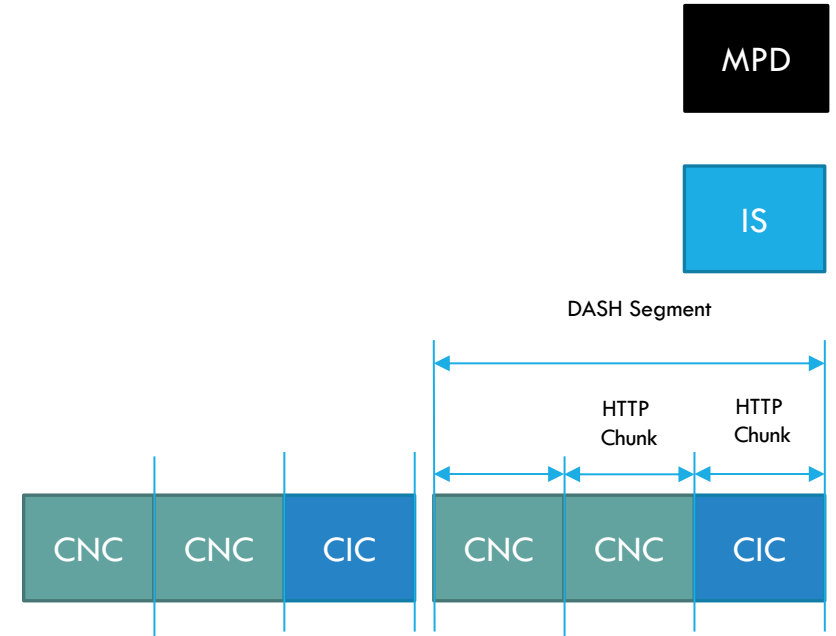 MPD
IS
DASH Segment
HTTP
Chunk
HTTP
Chunk
CNC
CNC
CIC
CNC
CNC
CIC